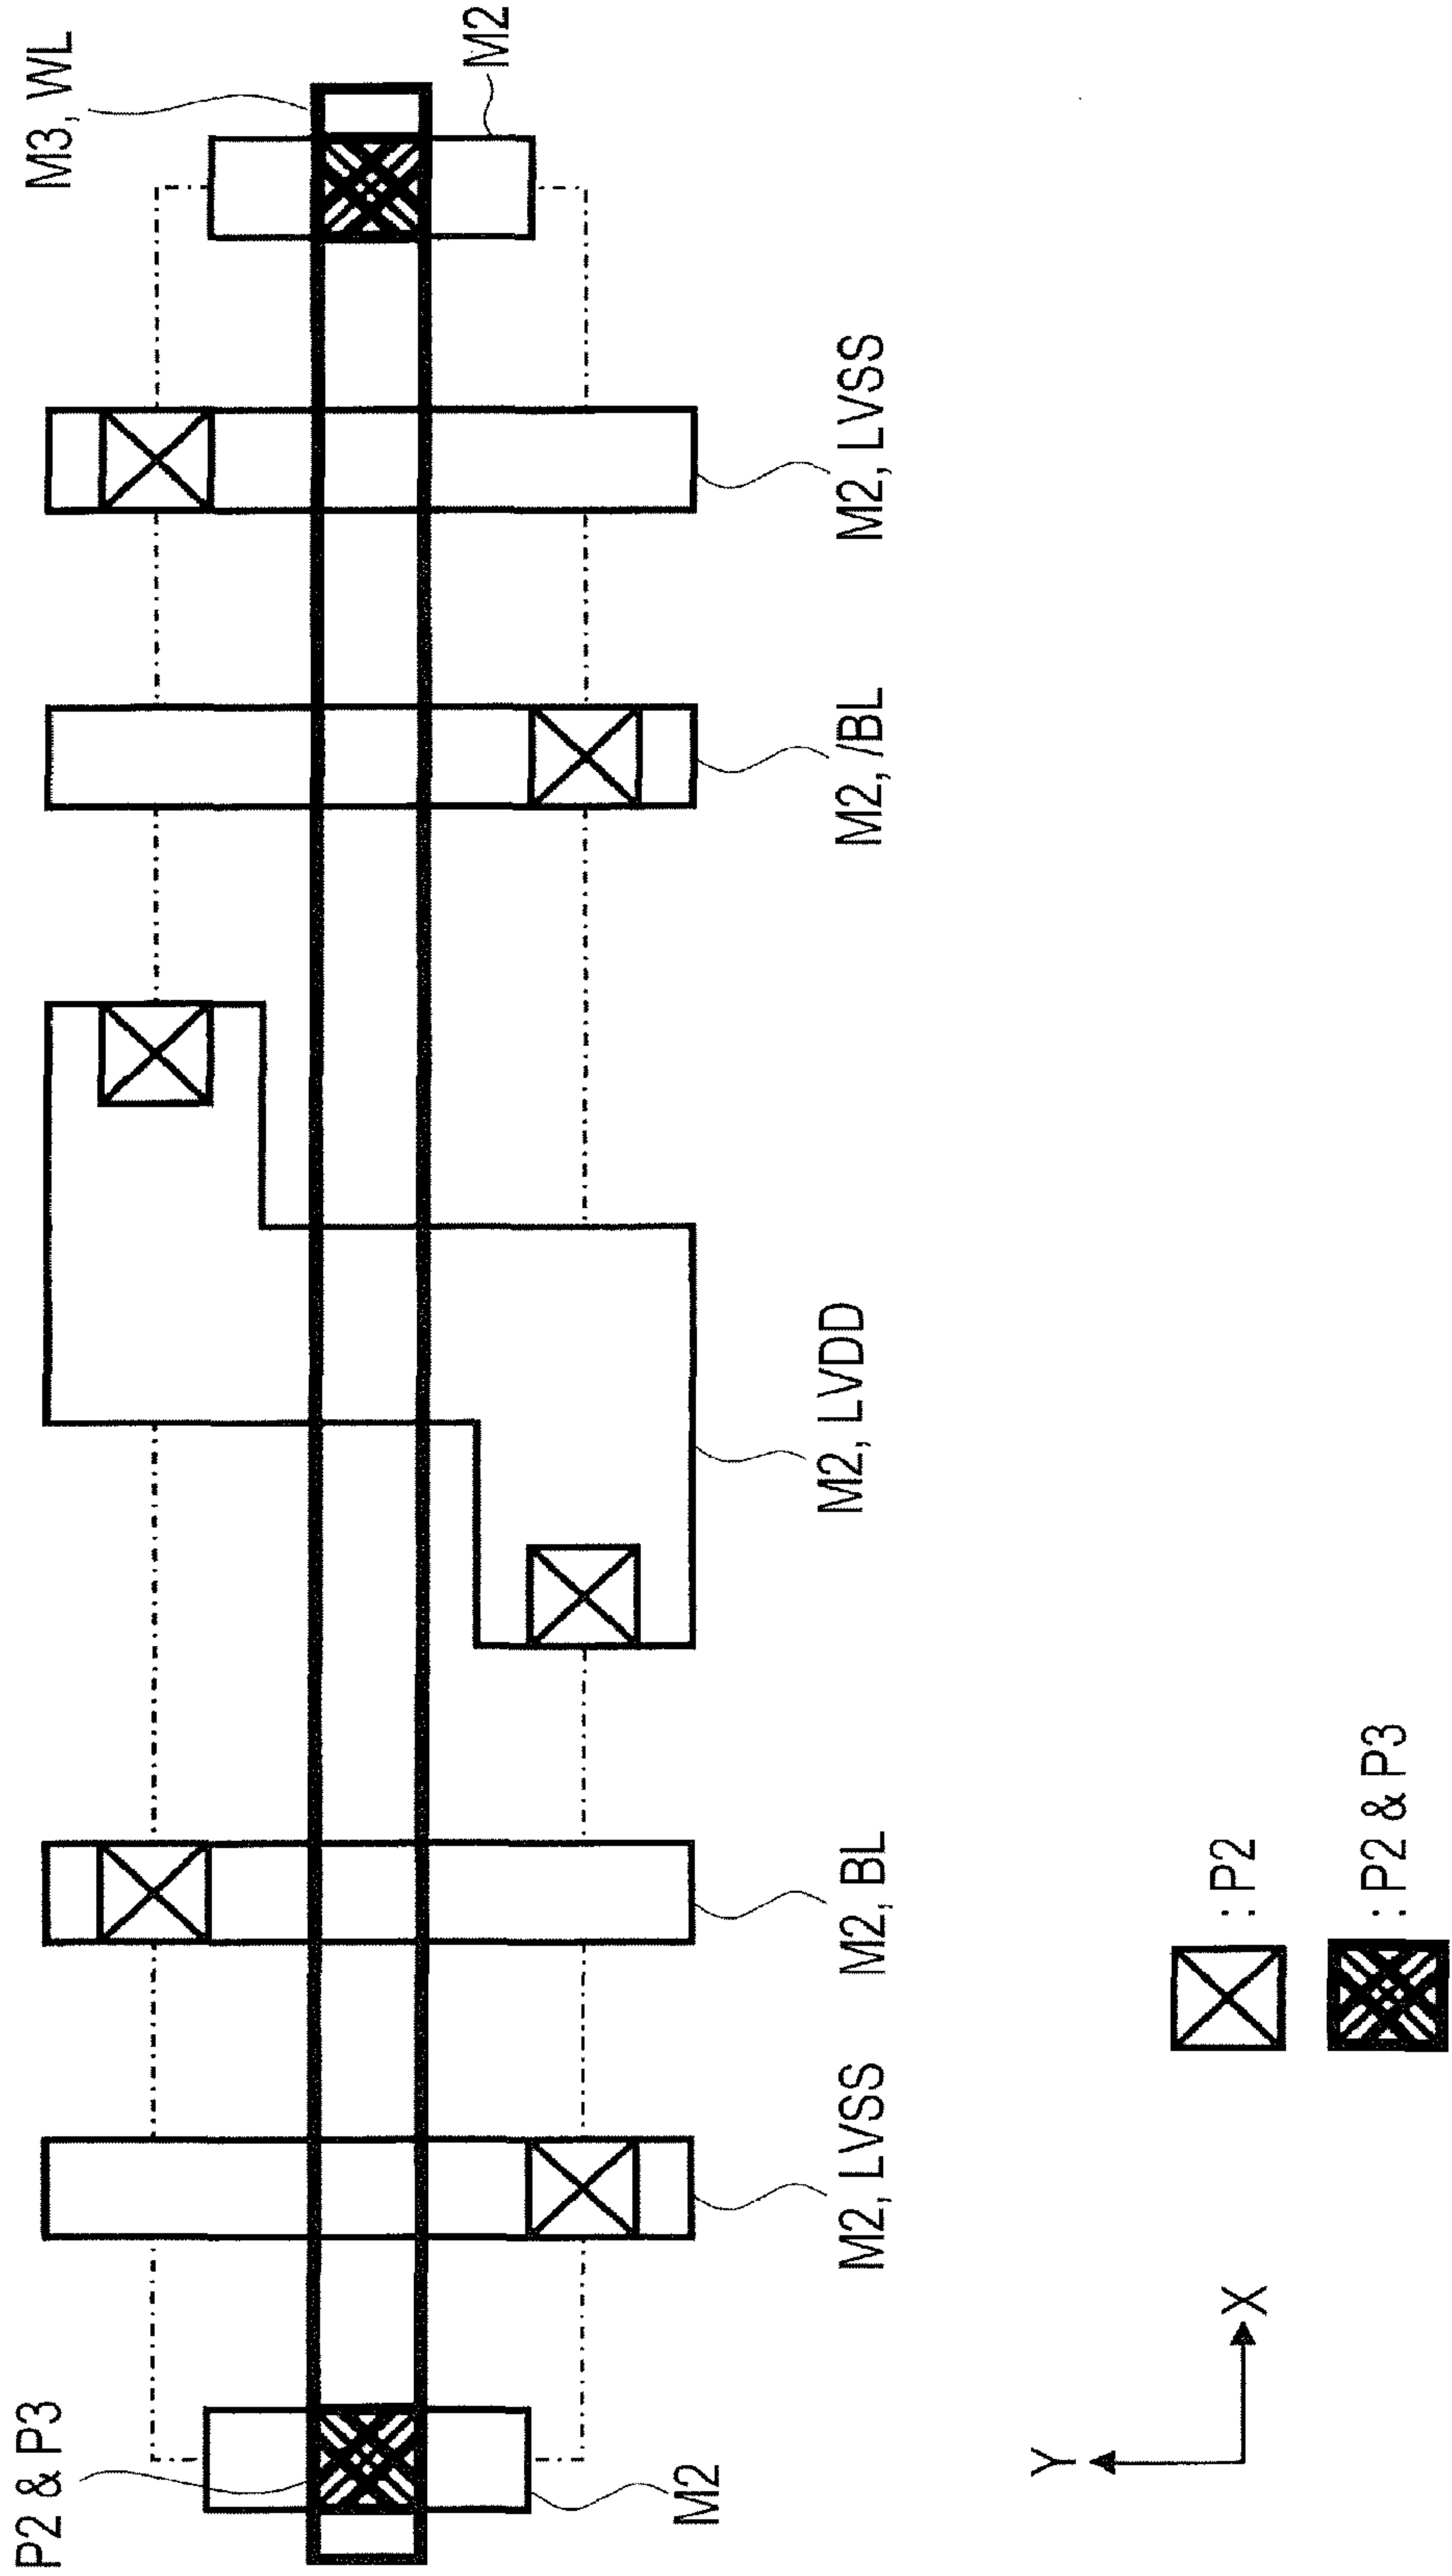 P2 & P3
M3, WL
M2
M2, LVSS
M2, BL
M2, LVDD
M2, /BL
M2, LVSS
M2
Y
X
: P2
: P2 & P3